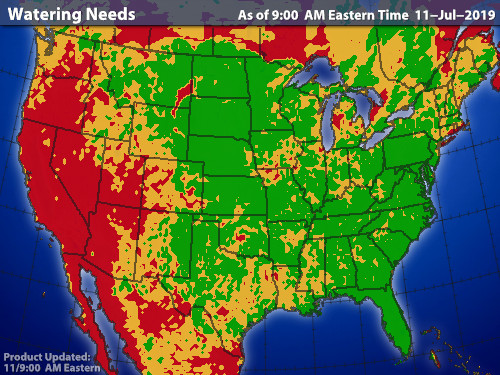 Watering Needs As of 9:00 AM Eastern Time 11-Jul-2019
Product Updated:
11/9:00 AM Eastern